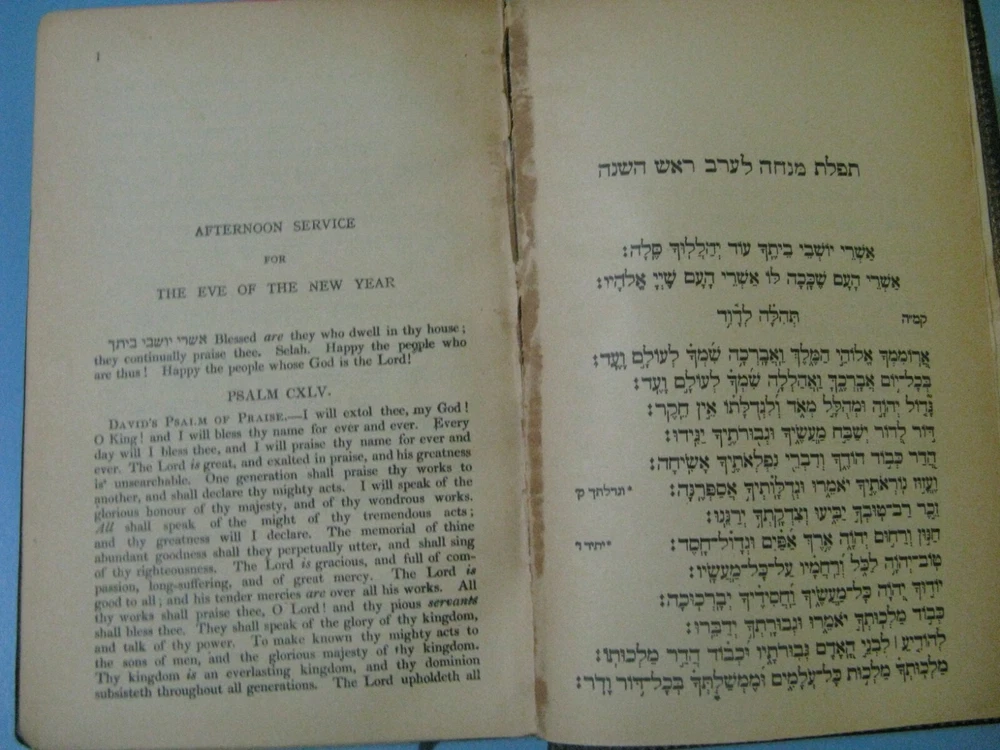 1
AFTERNOON SERVICE
FOR
THE EVE OF THE NEW YEAR
אשרי יושבי ביתך Blessed are they who dwell in thy house;
they continually praise thee. Selah. Happy the people who
are thus! Happy the people whose God is the Lord!
PSALM CXLV.
DAVID'S PSALM OF PRAISE.—I will extol thee, my God!
O King! and I will bless thy name for ever and ever. Every
day will I bless thee, and I will praise thy name for ever and
ever. The Lord is great, and exalted in praise, and his greatness
is unsearchable. One generation shall praise thy works to
another, and shall declare thy mighty acts. I will speak of the
glorious honour of thy majesty, and of thy wondrous works.
All shall speak of the might of thy tremendous acts;
and thy greatness will I declare. The memorial of thine
abundant goodness shall they perpetually utter, and shall sing
of thy righteousness. The Lord is gracious, and full of com-
passion, long-suffering, and of great mercy. The Lord is
good to all; and his tender mercies are over all his works. All
thy works shall praise thee, O Lord! and thy pious servants
shall bless thee. They shall speak of the glory of thy kingdom,
and talk of thy power. To make known thy mighty acts to
the sons of men, and the glorious majesty of thy kingdom.
Thy kingdom is an everlasting kingdom, and thy dominion
subsisteth throughout all generations. The Lord upholdeth all
תפלת מנחה לערב ראש השנה
אַשְׁרֵי יוֹשְׁבֵי בֵיתֶךָ עוֹד יְהַלְלוּךָ סֶּלָה:
אַשְׁרֵי הָעָם שֶׁכָּכָה לּוֹ אַשְׁרֵי הָעָם שֶׁיְיָ אֱלֹהָיו:
קמ״ה תְּהִלָּה לְדָוִד
אֲרוֹמִמְךָ אֱלוֹהַי הַמֶּלֶךְ וַאֲבָרְכָה שִׁמְךָ לְעוֹלָם וָעֶד:
בְּכָל־יוֹם אֲבָרְכֶךָּ וַאֲהַלְלָה שִׁמְךָ לְעוֹלָם וָעֶד:
גָּדוֹל יְהֹוָה וּמְהֻלָּל מְאֹד וְלִגְדֻלָּתוֹ אֵין חֵקֶר:
דּוֹר לְדוֹר יְשַׁבַּח מַעֲשֶׂיךָ וּגְבוּרֹתֶיךָ יַגִּידוּ:
הֲדַר כְּבוֹד הוֹדֶךָ וְדִבְרֵי נִפְלְאֹתֶיךָ אָשִׂיחָה:
וֶעֱזוּז נוֹרְאֹתֶיךָ יֹאמֵרוּ וּגְדֻלּוֹתֶיךָ אֲסַפְּרֶנָּה: *וגדלתך ק׳
זֵכֶר רַב־טוּבְךָ יַבִּיעוּ וְצִדְקָתְךָ יְרַנֵּנוּ:
חַנּוּן וְרַחוּם יְהֹוָה אֶרֶךְ אַפַּיִם וּגְדָול־חָסֶד: *יתיר ו׳
טוֹב־יְהֹוָה לַכֹּל וְרַחֲמָיו עַל־כָּל־מַעֲשָׂיו:
יוֹדוּךָ יְהֹוָה כָּל־מַעֲשֶׂיךָ וַחֲסִידֶיךָ יְבָרְכוּכָה:
כְּבוֹד מַלְכוּתְךָ יֹאמֵרוּ וּגְבוּרָתְךָ יְדַבֵּרוּ:
לְהוֹדִיעַ ׀ לִבְנֵי הָאָדָם גְּבוּרֹתָיו וּכְבוֹד הֲדַר מַלְכוּתוֹ:
מַלְכוּתְךָ מַלְכוּת כָּל־עֹלָמִים וּמֶמְשַׁלְתְּךָ בְּכָל־דּוֹר וָדֹר: